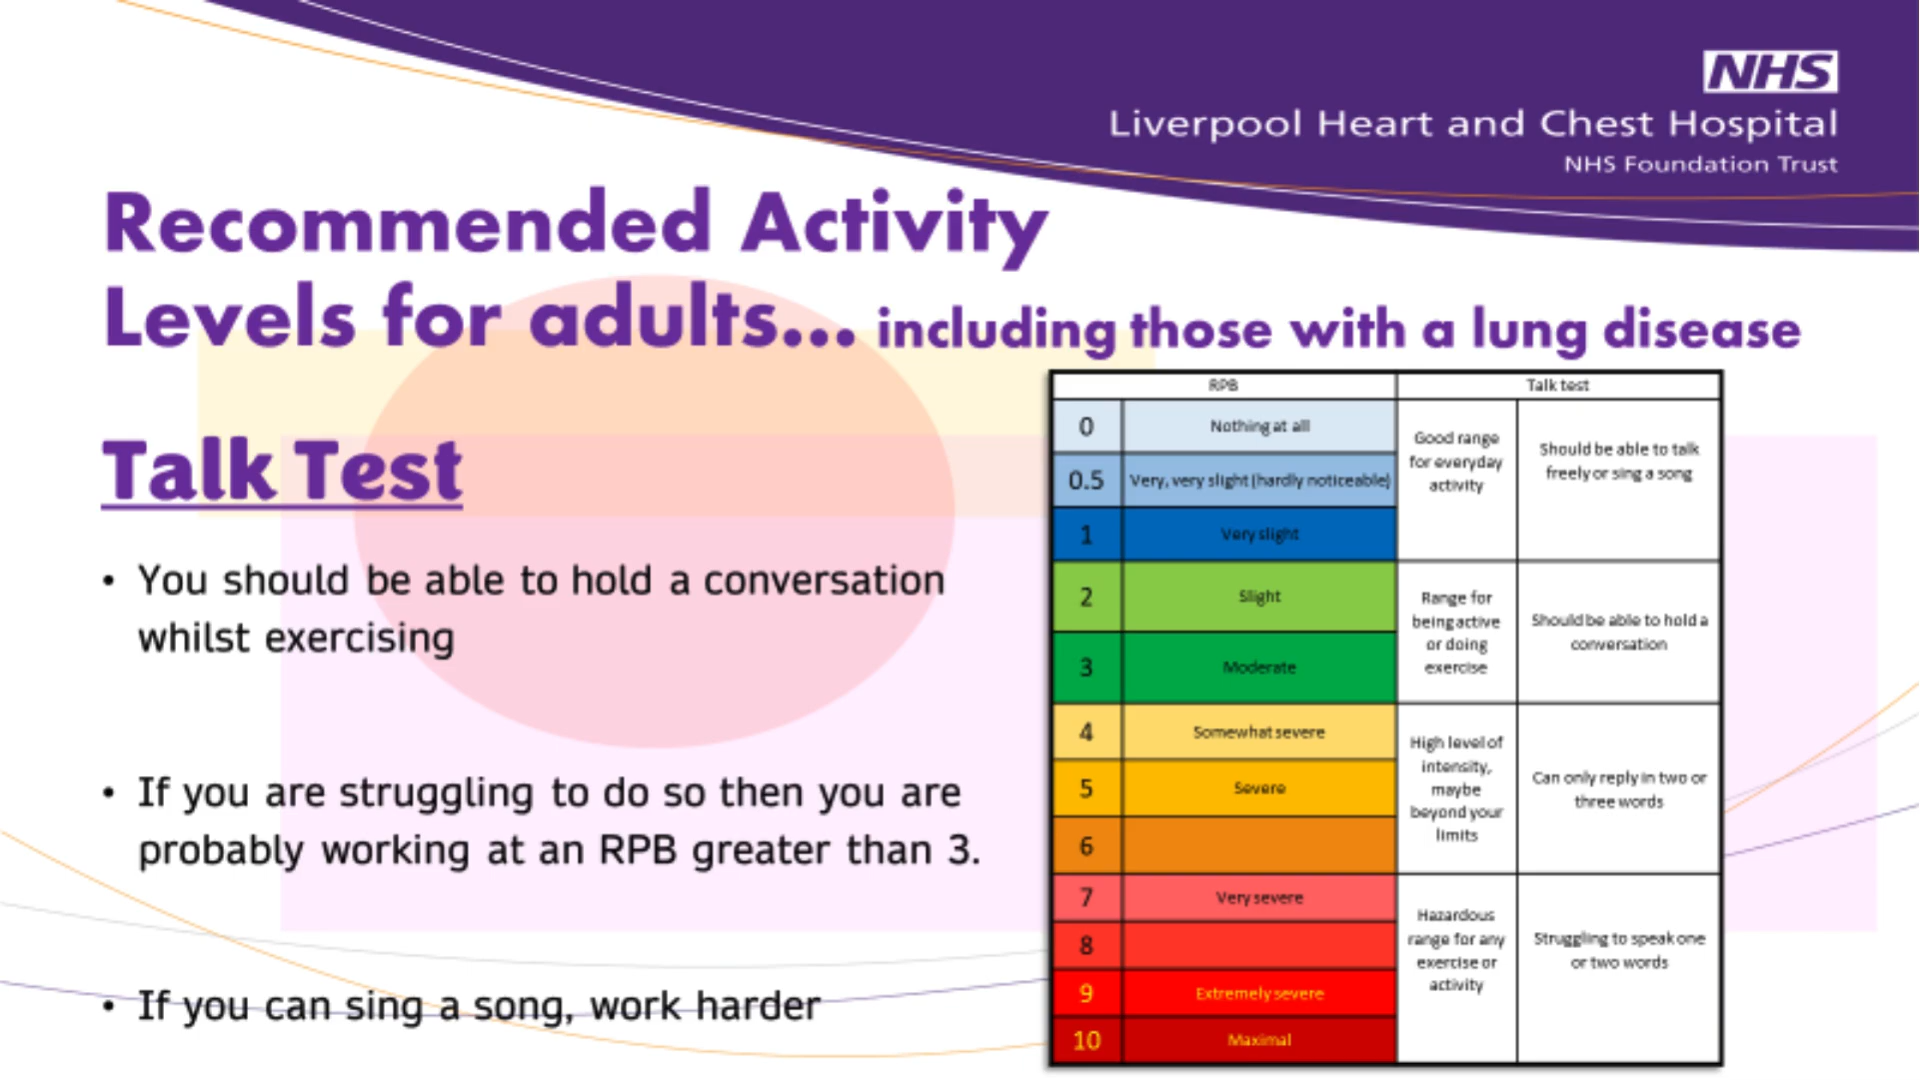 NHS
Liverpool Heart and Chest Hospital
NHS Foundation Trust
Recommended Activity
Levels for adults... including those with a lung disease
Talk Test
• You should be able to hold a conversation
whilst exercising
• If you are struggling to do so then you are
probably working at an RPB greater than 3.
• If you can sing a song, work harder
RPB
Talk test
0
Nothing at all
0.5
Very, very slight (hardly noticeable)
1
Very slight
Good range
for everyday
activity
Should be able to talk
freely or sing a song
2
Slight
3
Moderate
Range for
being active
or doing
exercise
Should be able to hold a
conversation
4
Somewhat severe
5
Severe
6
High level of
intensity,
maybe
beyond your
limits
Can only reply in two or
three words
7
Very severe
8
9
Extremely severe
10
Maximal
Hazardous
range for any
exercise or
activity
Struggling to speak one
or two words